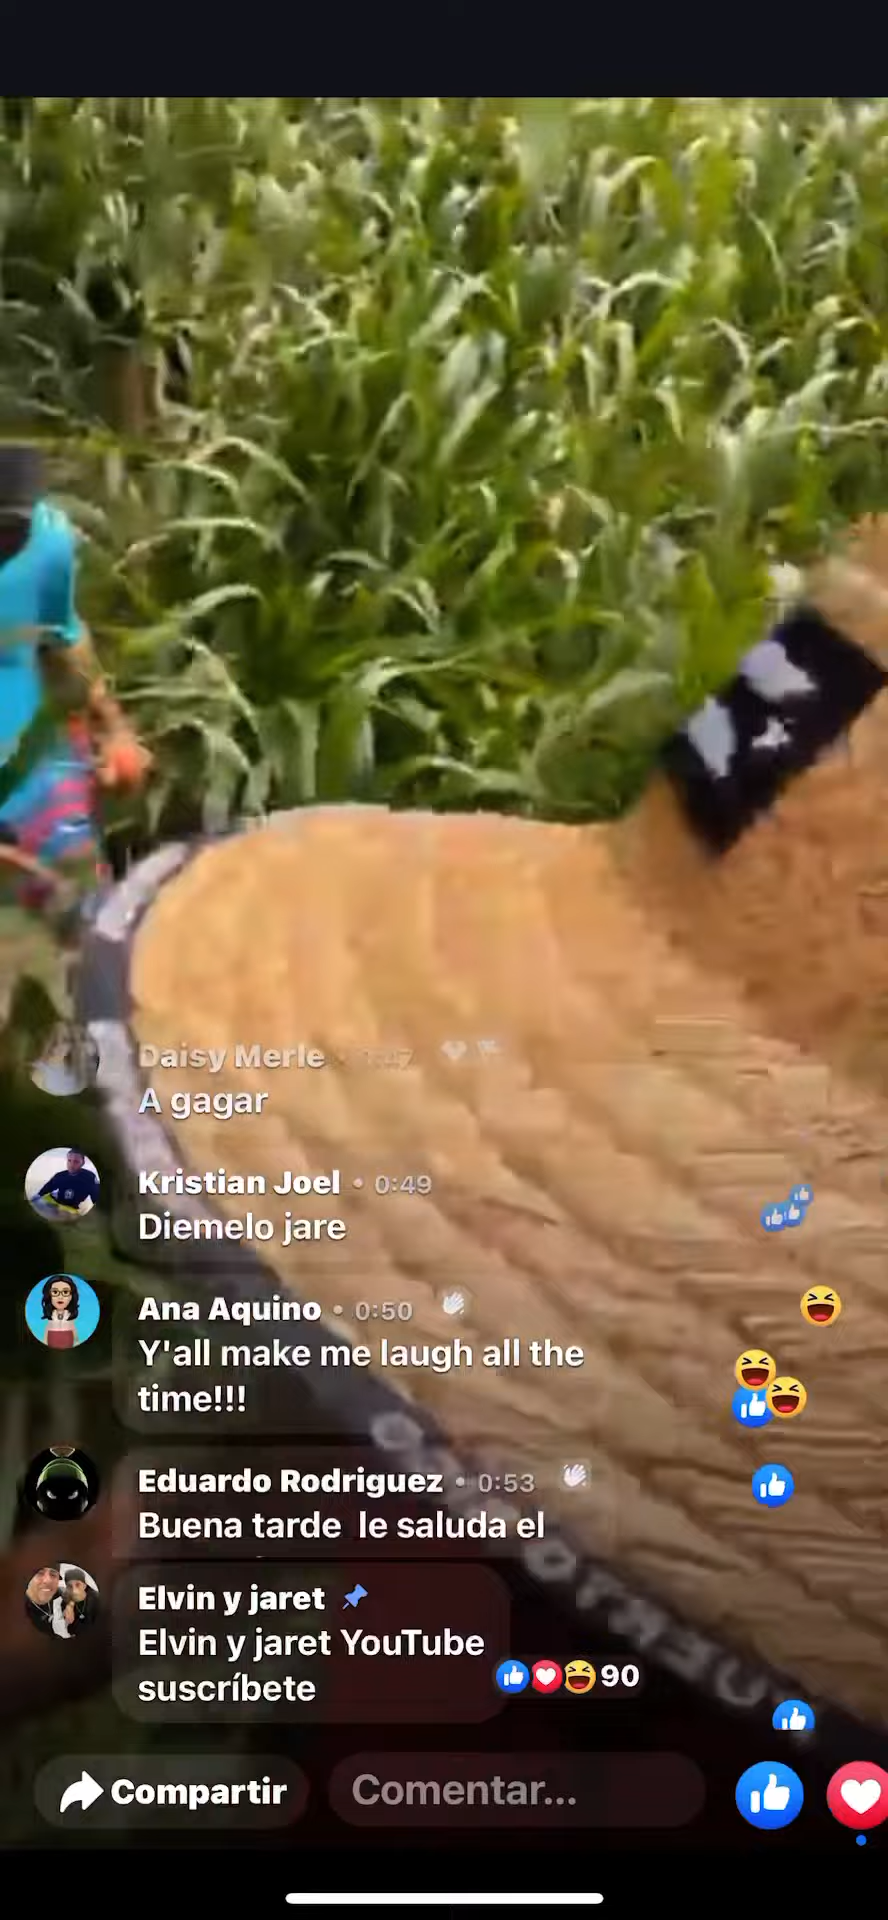 Daisy Merle
A gagar
Kristian Joel • 0:49
Diemelo jare
Ana Aquino • 0:50
Y'all make me laugh all the
time!!!
Eduardo Rodriguez • 0:53
Buena tarde le saluda el
Elvin y jaret
Elvin y jaret YouTube
suscríbete
90
Compartir
Comentar...